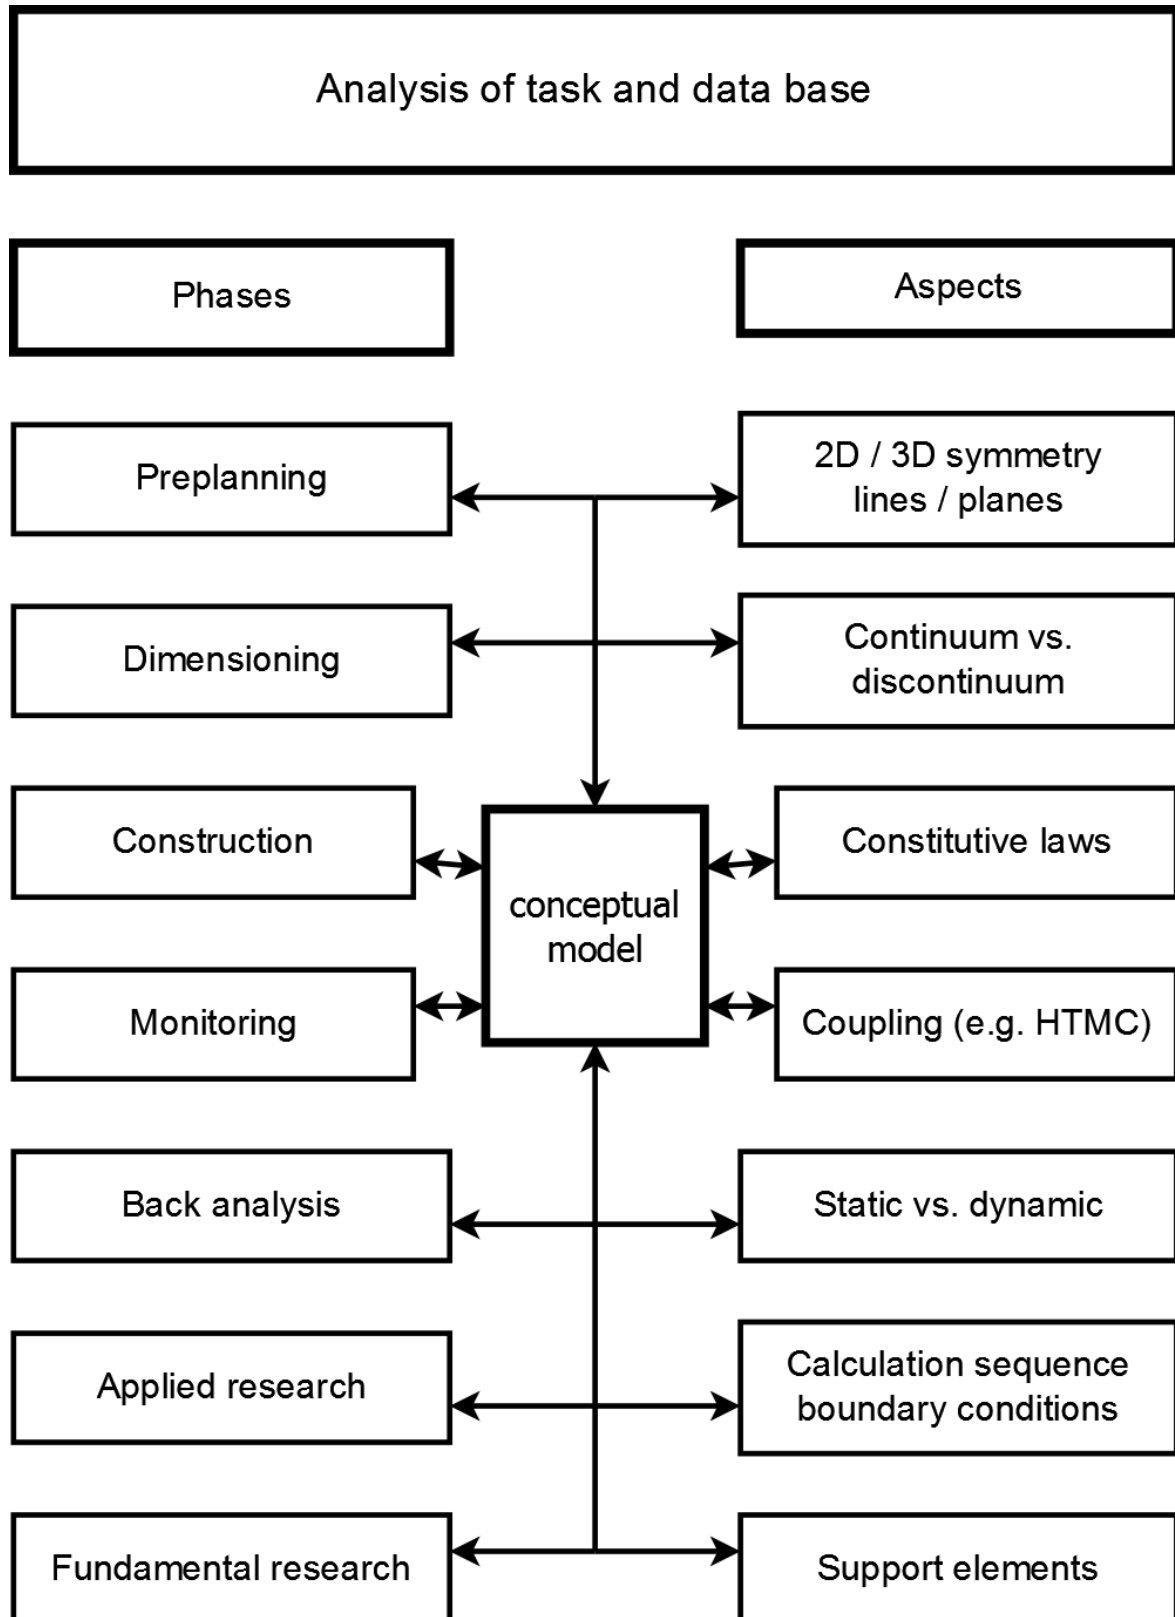 Analysis of task and data base
Phases
Aspects
Preplanning
2D / 3D symmetry
lines / planes
Dimensioning
Continuum vs.
discontinuum
Construction
conceptual
model
Constitutive laws
Monitoring
Coupling (e.g. HTMC)
Back analysis
Static vs. dynamic
Applied research
Calculation sequence
boundary conditions
Fundamental research
Support elements